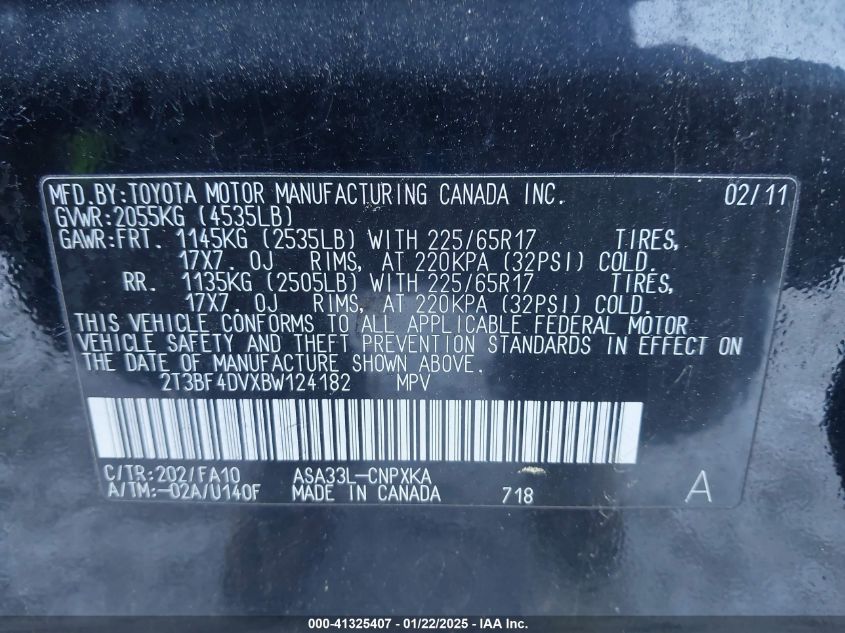 MFD.BY:TOYOTA MOTOR MANUFACTURING CANADA INC. 02/11
GVWR:2055KG (4535LB)
GAWR:FRT. 1145KG (2535LB) WITH 225/65R17 TIRES,
17X7.0J RIMS, AT 220KPA (32PSI) COLD.
RR. 1135KG (2505LB) WITH 225/65R17 TIRES,
17X7.0J RIMS, AT 220KPA (32PSI) COLD.
THIS VEHICLE CONFORMS TO ALL APPLICABLE FEDERAL MOTOR
VEHICLE SAFETY AND THEFT PREVENTION STANDARDS IN EFFECT ON
THE DATE OF MANUFACTURE SHOWN ABOVE.
2T3BF4DVXBW124182 MPV
C/TR:202/FA10 ASA33L-CNPXKA
A/TM:-02A/U140F MADE IN CANADA 718 A
000-41325407 - 01/22/2025 - IAA Inc.